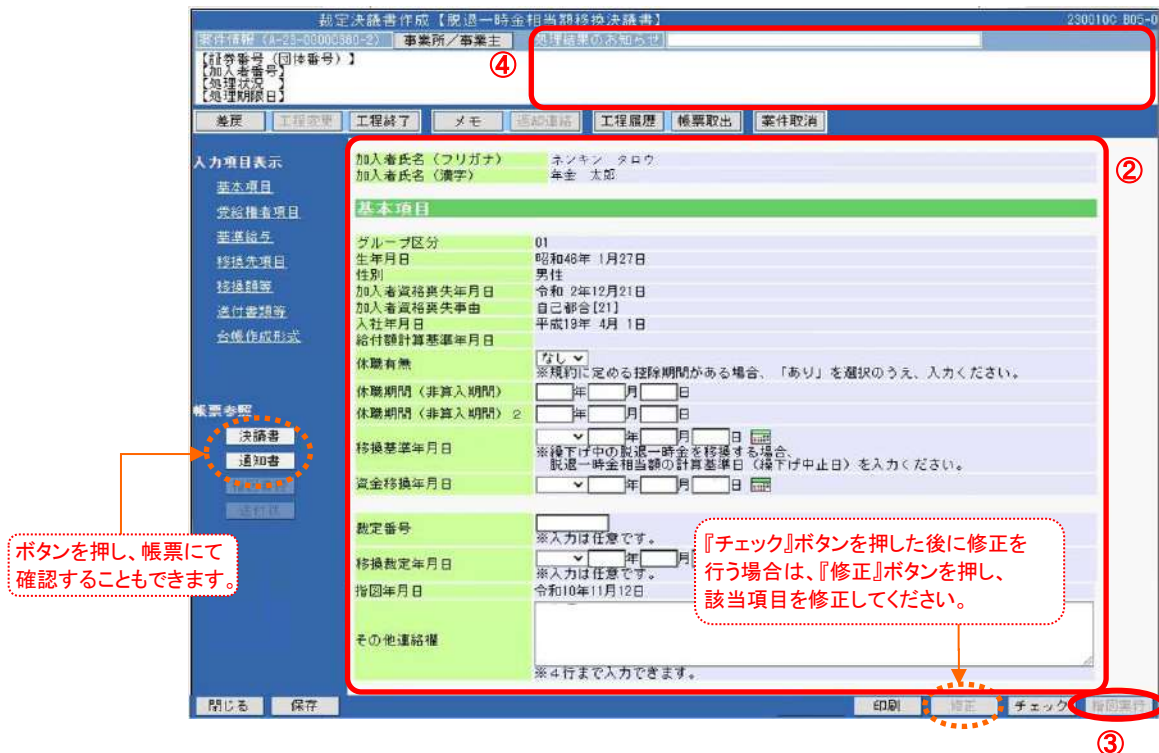 裁定決議書作成【脱退一時金相当額移換決議書】 230010C B05-0
案件情報（A-25-00000380-2） 事業所／事業主 処理結果のお知らせ
④
【証券番号（団体番号）】
【加入者番号】
【処理状況　】
【処理期限日】
差戻 工程変更 工程終了 メモ 返却連絡 工程履歴 帳票取出 案件取消
入力項目表示
基本項目
受給権者項目
基準給与
移換先項目
移換額等
送付書類等
台帳作成形式
帳票参照
決議書
通知書
送付状
ボタンを押し、帳票にて
確認することもできます。
②
加入者氏名（フリガナ） ネンキン　タロウ
加入者氏名（漢字） 年金　太郎
基本項目
グループ区分 01
生年月日 昭和46年 1月27日
性別 男性
加入者資格喪失年月日 令和 2年12月21日
加入者資格喪失事由 自己都合[21]
入社年月日 平成19年 4月 1日
給付額計算基準年月日
休職有無 なし
※規約に定める控除期間がある場合、「あり」を選択のうえ、入力ください。
休職期間（非算入期間） 年 月 日
休職期間（非算入期間）２ 年 月 日
移換基準年月日 年 月 日
※繰下げ中の脱退一時金を移換する場合、
脱退一時金相当額の計算基準日（繰下げ中止日）を入力ください。
資金移換年月日 年 月 日
裁定番号
※入力は任意です。
移換裁定年月日 年 月
※入力は任意です。
指図年月日 令和10年11月12日
その他連絡欄
※４行まで入力できます。
『チェック』ボタンを押した後に修正を
行う場合は、『修正』ボタンを押し、
該当項目を修正してください。
閉じる 保存 印刷 修正 チェック 指図実行
③